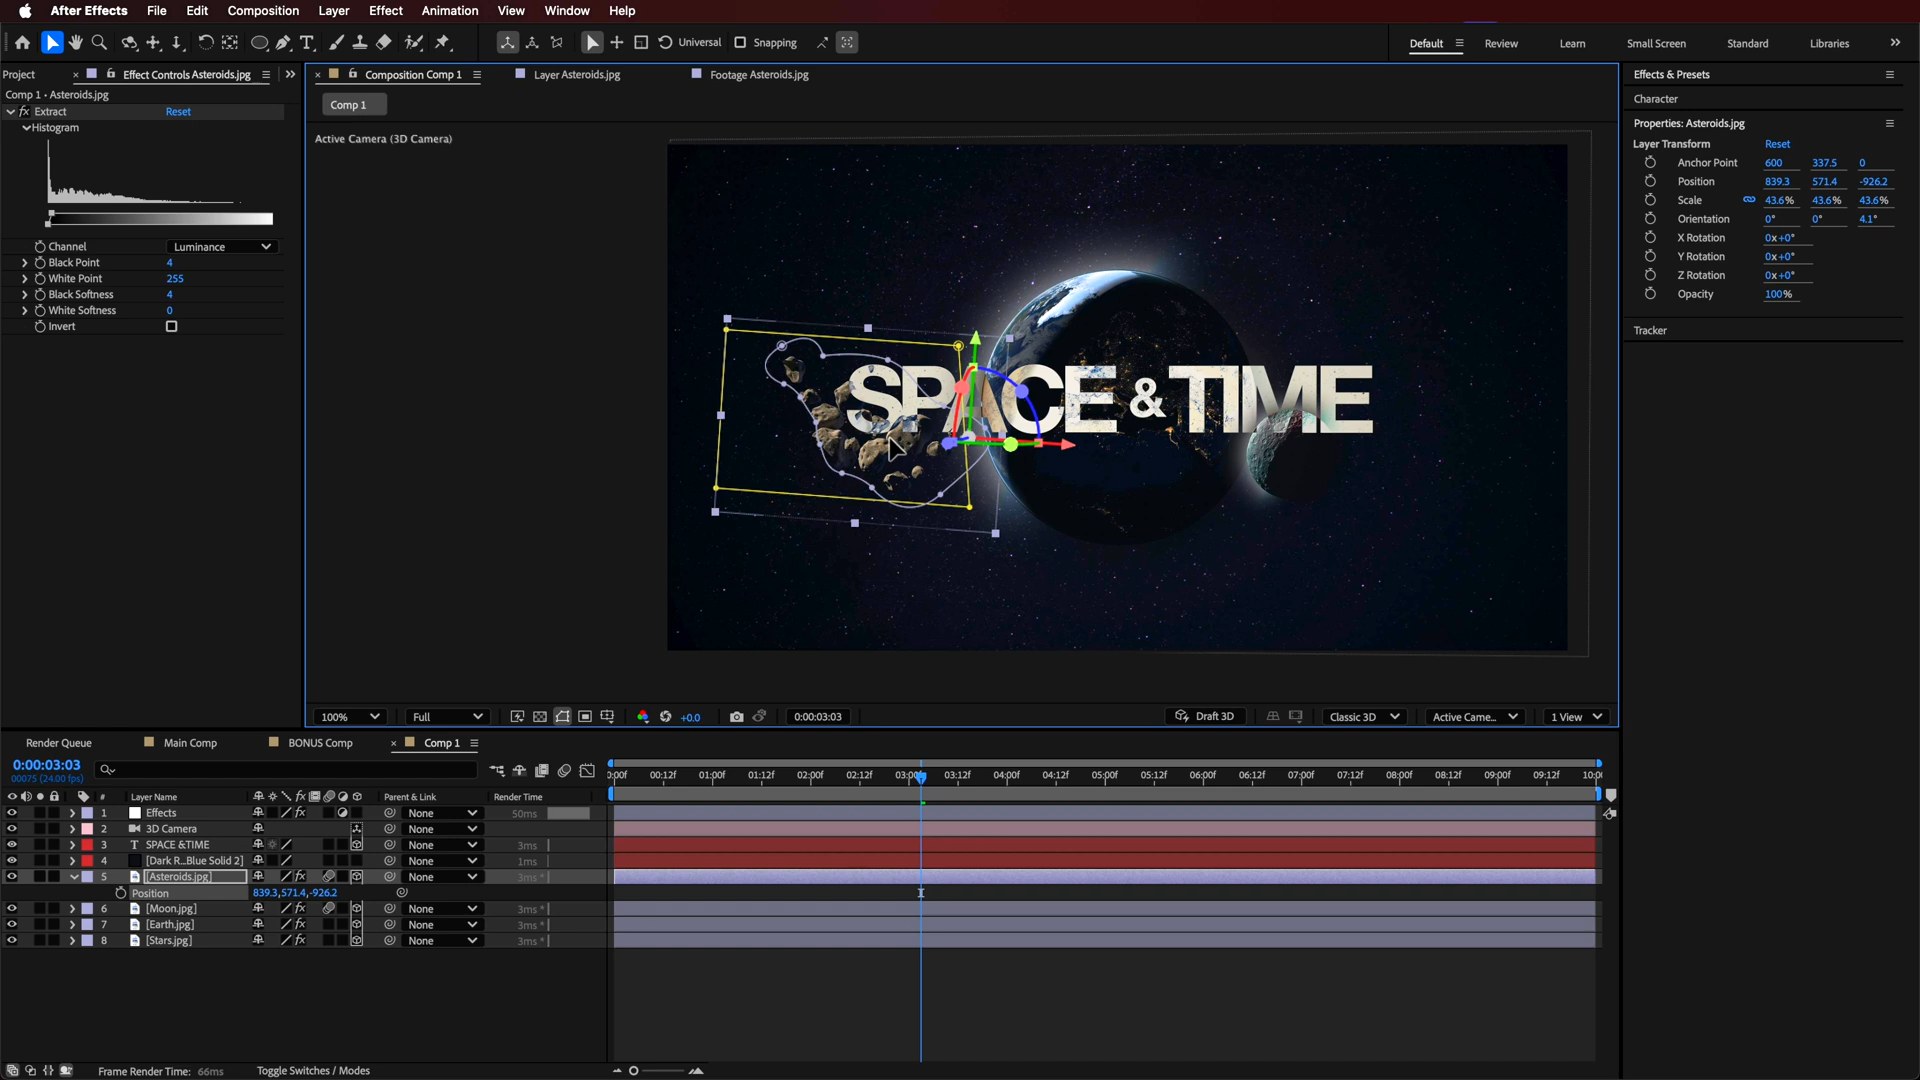 After Effects File Edit Composition Layer Effect Animation View Window Help
Universal Snapping Default Review Learn Small Screen Standard Libraries
Project Effect Controls Asteroids.jpg
Comp 1 • Asteroids.jpg
Extract Reset
Histogram
Channel Luminance
Black Point 4
White Point 255
Black Softness 4
White Softness 0
Invert
Composition Comp 1 Layer Asteroids.jpg Footage Asteroids.jpg
Comp 1
Active Camera (3D Camera)
SPACE & TIME
100% Full +0.0 0:00:03:03 Draft 3D Classic 3D Active Came... 1 View
Effects & Presets
Character
Properties: Asteroids.jpg
Layer Transform Reset
Anchor Point 600 337.5 0
Position 839.3 571.4 -926.2
Scale 43.6% 43.6% 43.6%
Orientation 0° 0° 4.1°
X Rotation 0x+0°
Y Rotation 0x+0°
Z Rotation 0x+0°
Opacity 100%
Tracker
Render Queue Main Comp BONUS Comp Comp 1
0:00:03:03
00075 (24.00 fps)
00f 00:12f 01:00f 01:12f 02:00f 02:12f 03:00f 03:12f 04:00f 04:12f 05:00f 05:12f 06:00f 06:12f 07:00f 07:12f 08:00f 08:12f 09:00f 09:12f 10:0
# Layer Name Parent & Link Render Time
1 Effects None 50ms
2 3D Camera None
3 T SPACE &TIME None 3ms
4 [Dark R...Blue Solid 2] None 1ms
5 [Asteroids.jpg] None 3ms *
Position 839.3,571.4,-926.2
6 [Moon.jpg] None 3ms *
7 [Earth.jpg] None 3ms *
8 [Stars.jpg] None 3ms *
Frame Render Time: 66ms Toggle Switches / Modes